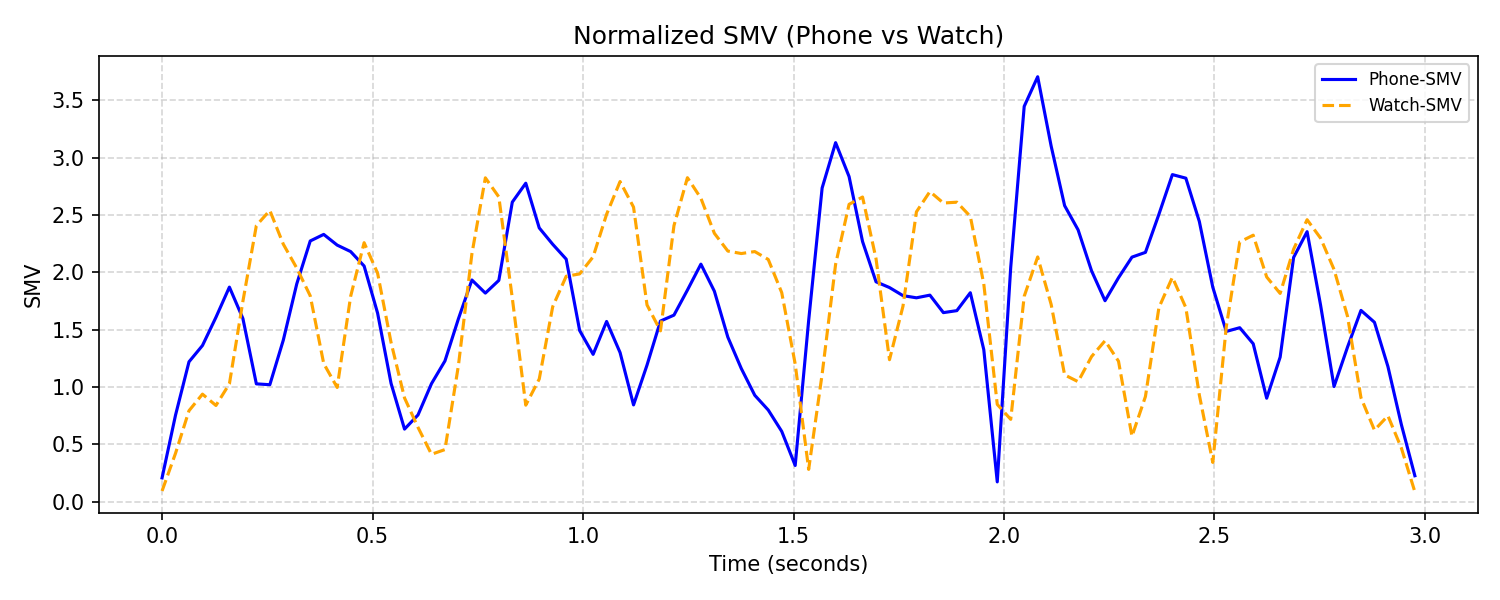 Normalized SMV (Phone vs Watch)
Phone-SMV
Watch-SMV
SMV
3.5
3.0
2.5
2.0
1.5
1.0
0.5
0.0
0.0 0.5 1.0 1.5 2.0 2.5 3.0
Time (seconds)